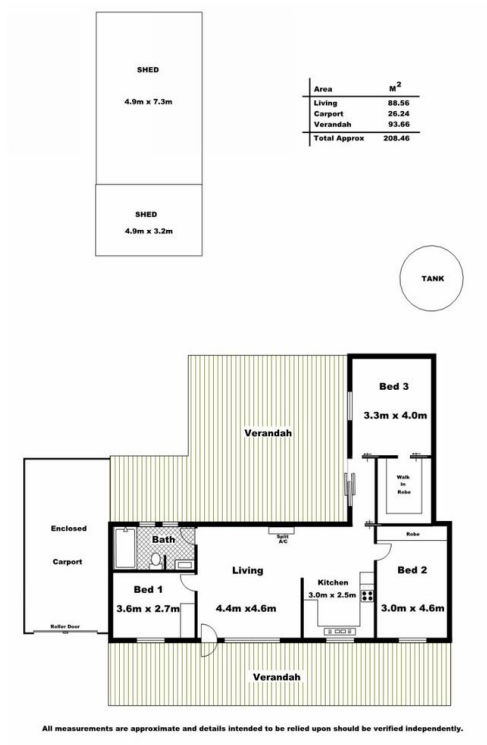 SHED
4.9m x 7.3m
Area M2
Living 88.56
Carport 26.24
Verandah 93.66
Total Approx 208.46
SHED
4.9m x 3.2m
TANK
Bed 3
3.3m x 4.0m
Verandah
Walk
In
Robe
Enclosed
Carport
Bath
Split
A/C
Robe
Living
4.4m x4.6m
Kitchen
3.0m x 2.5m
Bed 1
3.6m x 2.7m
Bed 2
3.0m x 4.6m
Roller Door
Verandah
All measurements are approximate and details intended to be relied upon should be verified independently.